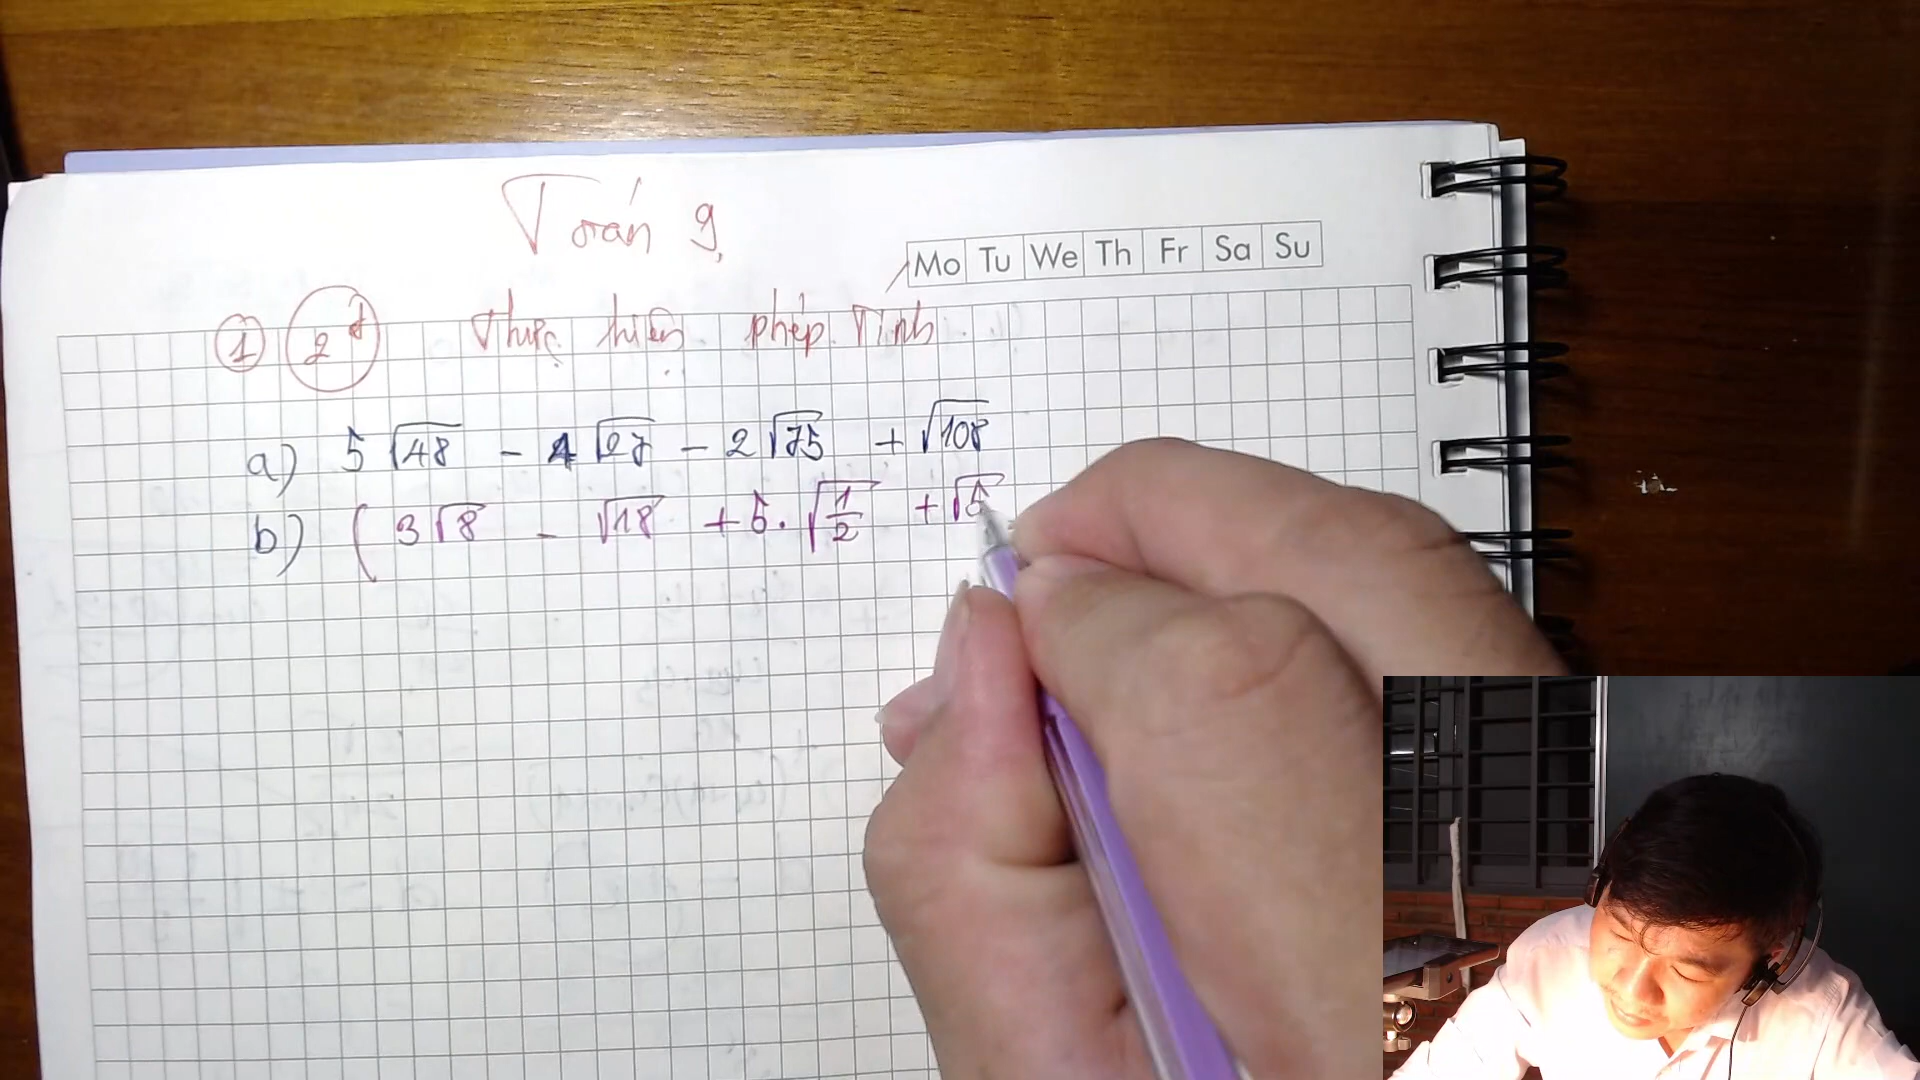 Toán 9
Mo Tu We Th Fr Sa Su
1 2đ Thực hiện phép tính
a) 5√48 - 4√27 - 2√75 + √108
b) (3√8 - √18 + 5.√1/2 + √5